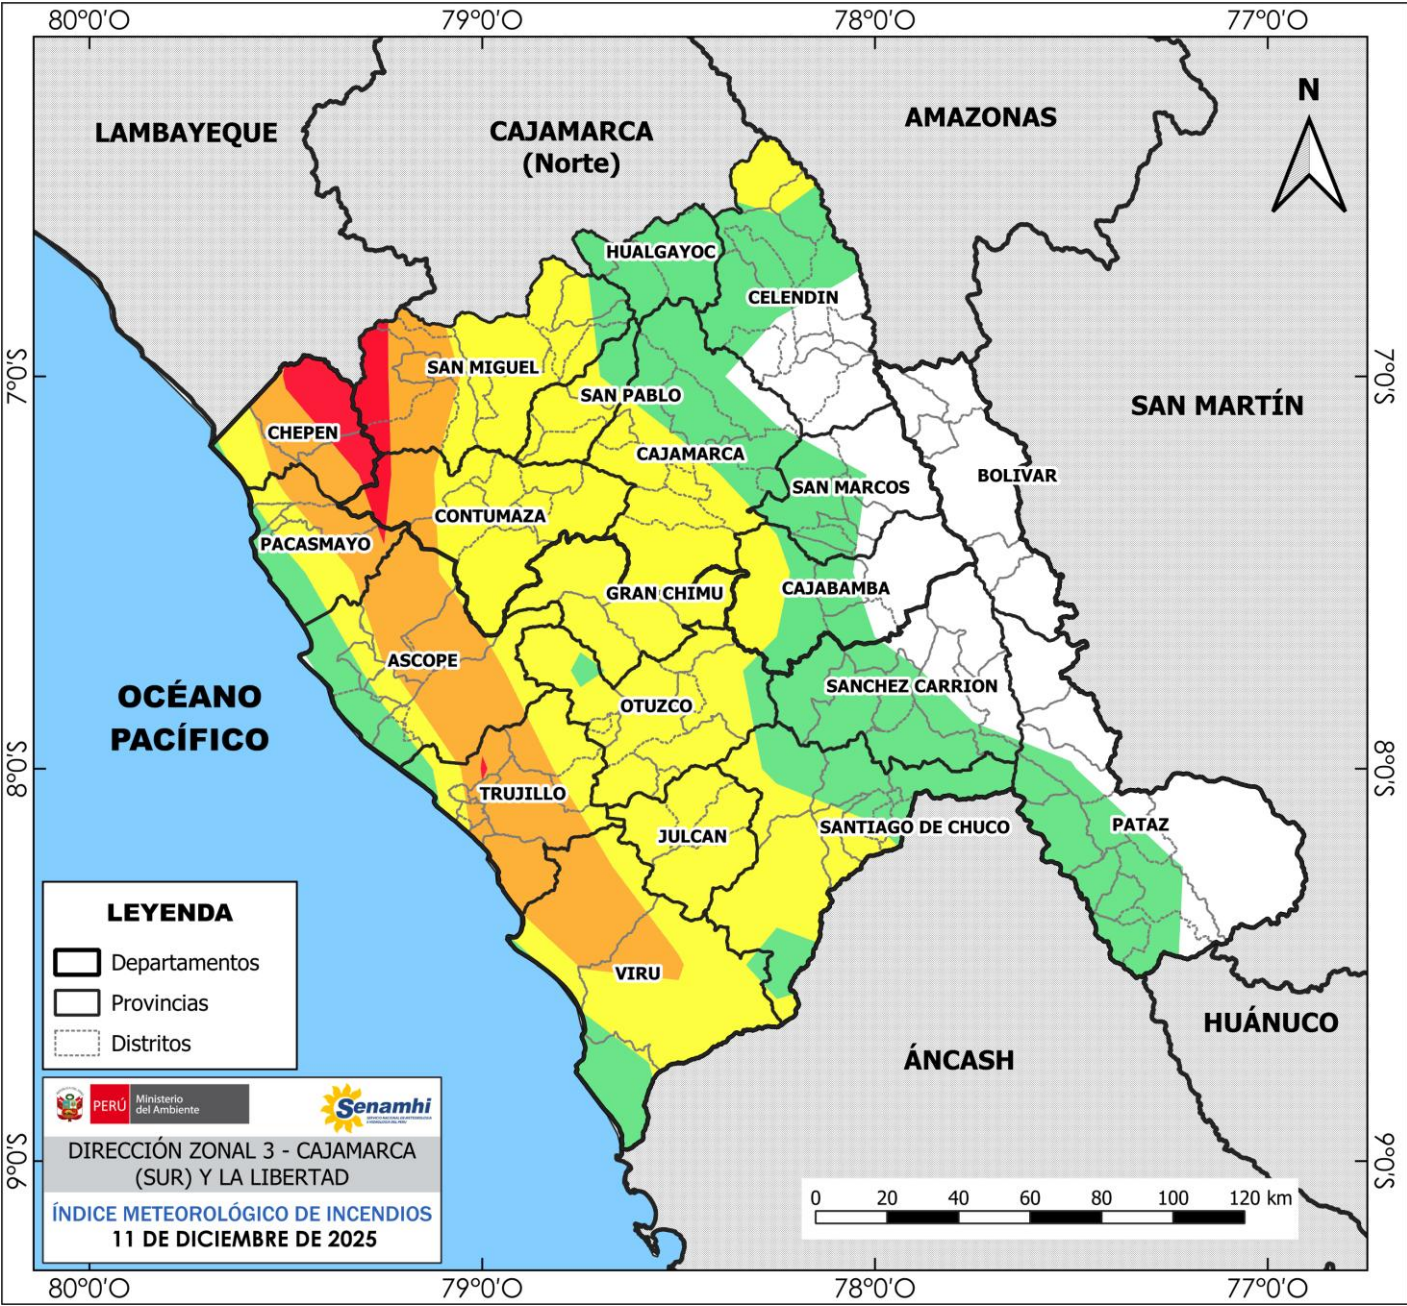 80°0'O 79°0'O 78°0'O 77°0'O
N
LAMBAYEQUE
CAJAMARCA
(Norte)
AMAZONAS
HUALGAYOC
CELENDIN
7°0'S
7°0'S
SAN MIGUEL
SAN PABLO
SAN MARTÍN
CHEPEN
CAJAMARCA
BOLIVAR
SAN MARCOS
CONTUMAZA
PACASMAYO
GRAN CHIMU
CAJABAMBA
ASCOPE
SANCHEZ CARRION
OCÉANO
PACÍFICO
OTUZCO
8°0'S
8°0'S
TRUJILLO
JULCAN
SANTIAGO DE CHUCO
PATAZ
VIRU
HUÁNUCO
ÁNCASH
LEYENDA
Departamentos
Provincias
Distritos
PERÚ
Ministerio
del Ambiente
Senamhi
DIRECCIÓN ZONAL 3 - CAJAMARCA
(SUR) Y LA LIBERTAD
ÍNDICE METEOROLÓGICO DE INCENDIOS
11 DE DICIEMBRE DE 2025
9°0'S
9°0'S
0 20 40 60 80 100 120 km
80°0'O 79°0'O 78°0'O 77°0'O